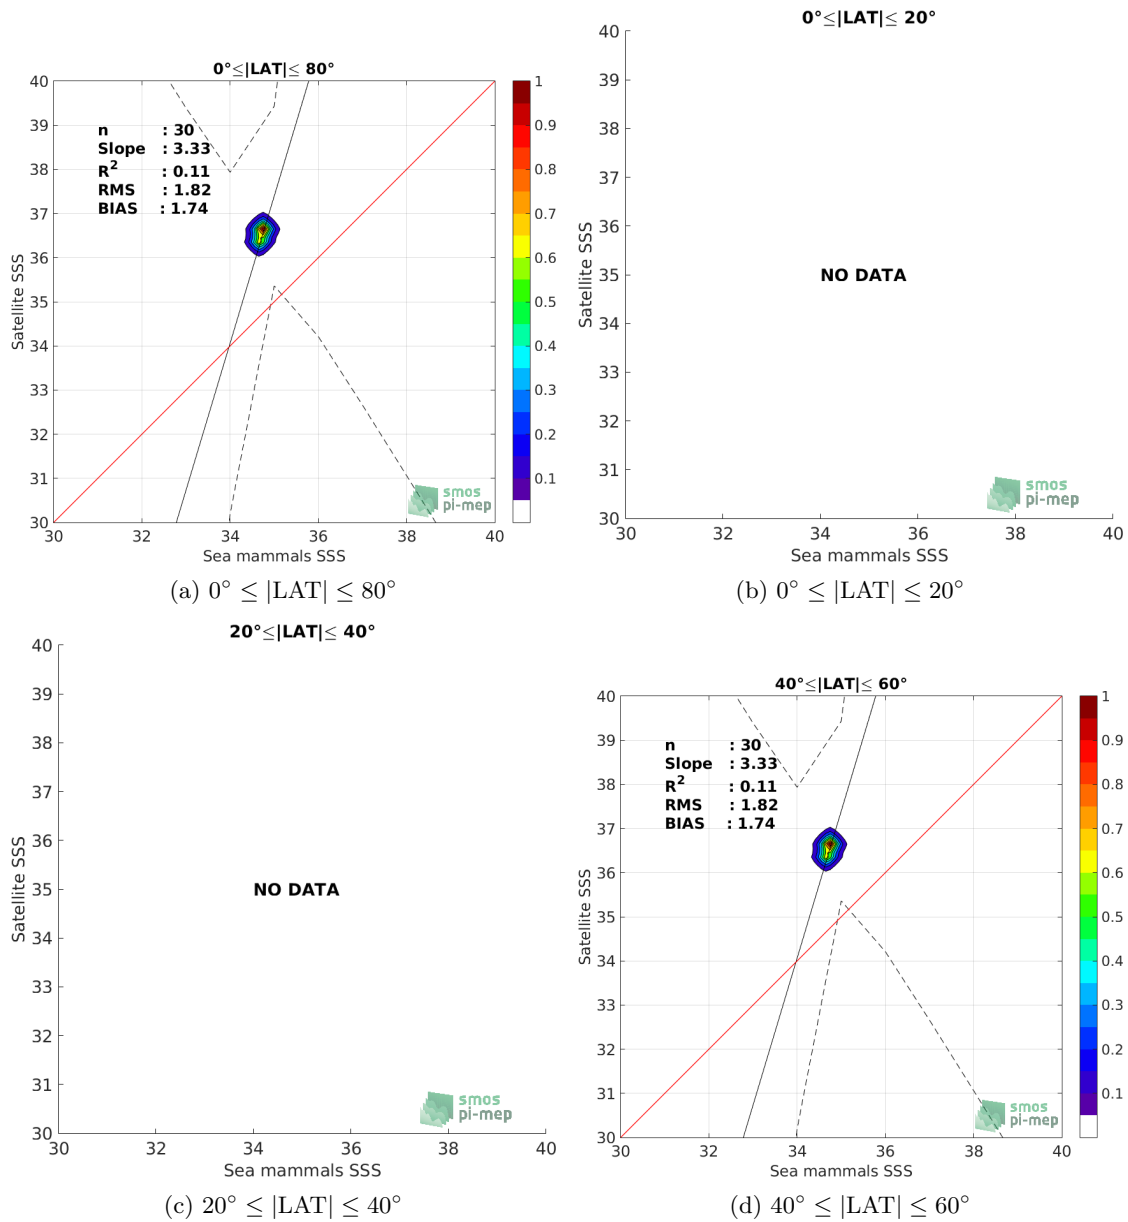 0°≤|LAT|≤ 80°
40
39
38
37
36
35
34
33
32
31
30
Satellite SSS
n : 30
Slope : 3.33
R² : 0.11
RMS : 1.82
BIAS : 1.74
smos
pi-mep
30 32 34 36 38 40
Sea mammals SSS
1
0.9
0.8
0.7
0.6
0.5
0.4
0.3
0.2
0.1
(a) 0° ≤ |LAT| ≤ 80°
0°≤|LAT|≤ 20°
40
39
38
37
36
35
34
33
32
31
30
Satellite SSS
NO DATA
smos
pi-mep
30 32 34 36 38 40
Sea mammals SSS
(b) 0° ≤ |LAT| ≤ 20°
20°≤|LAT|≤ 40°
40
39
38
37
36
35
34
33
32
31
30
Satellite SSS
NO DATA
smos
pi-mep
30 32 34 36 38 40
Sea mammals SSS
(c) 20° ≤ |LAT| ≤ 40°
40°≤|LAT|≤ 60°
40
39
38
37
36
35
34
33
32
31
30
Satellite SSS
n : 30
Slope : 3.33
R² : 0.11
RMS : 1.82
BIAS : 1.74
smos
pi-mep
30 32 34 36 38 40
Sea mammals SSS
1
0.9
0.8
0.7
0.6
0.5
0.4
0.3
0.2
0.1
(d) 40° ≤ |LAT| ≤ 60°